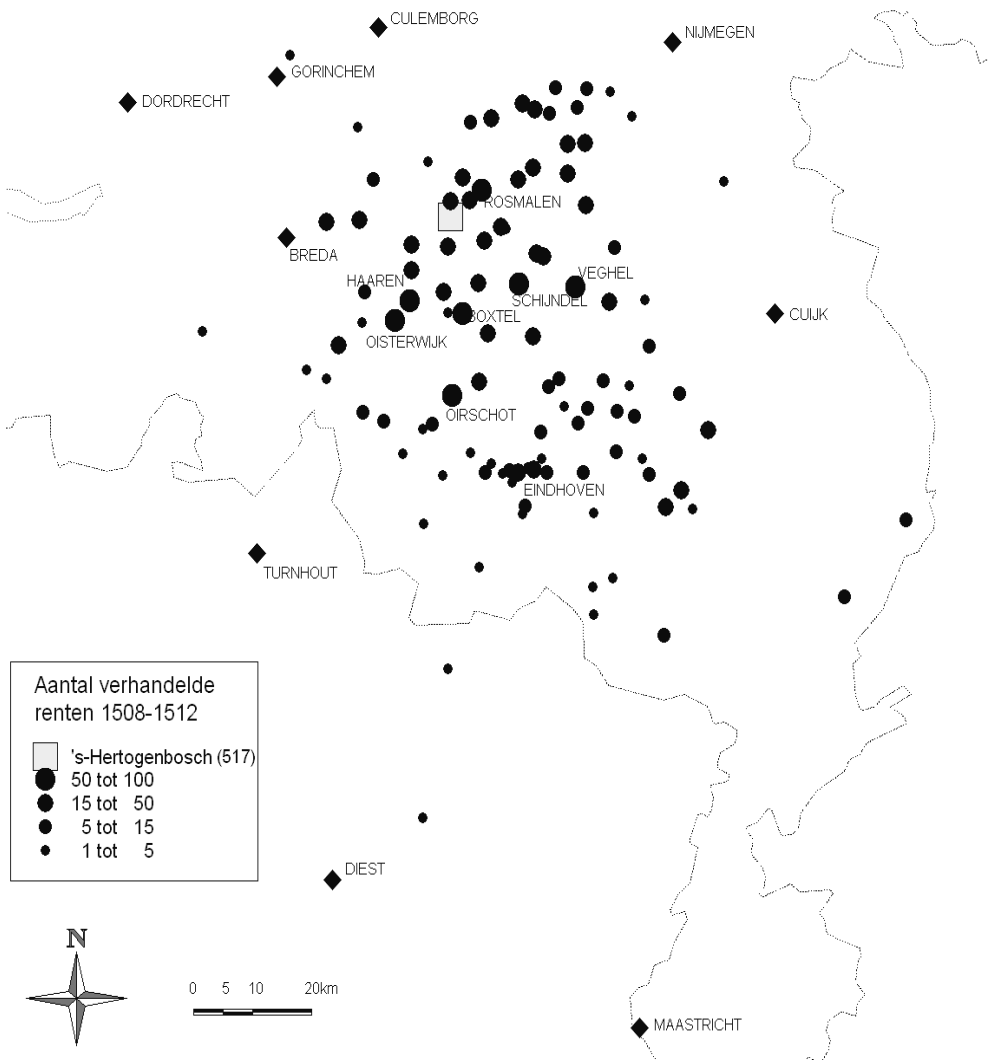 CULEMBORG
NIJMEGEN
GORINCHEM
DORDRECHT
ROSMALEN
BREDA
HAAREN
VEGHEL
SCHIJNDEL
BOXTEL
CUIJK
OISTERWIJK
OIRSCHOT
EINDHOVEN
TURNHOUT
Aantal verhandelde
renten 1508-1512
's-Hertogenbosch (517)
50 tot 100
15 tot 50
5 tot 15
1 tot 5
DIEST
N
0 5 10 20km
MAASTRICHT